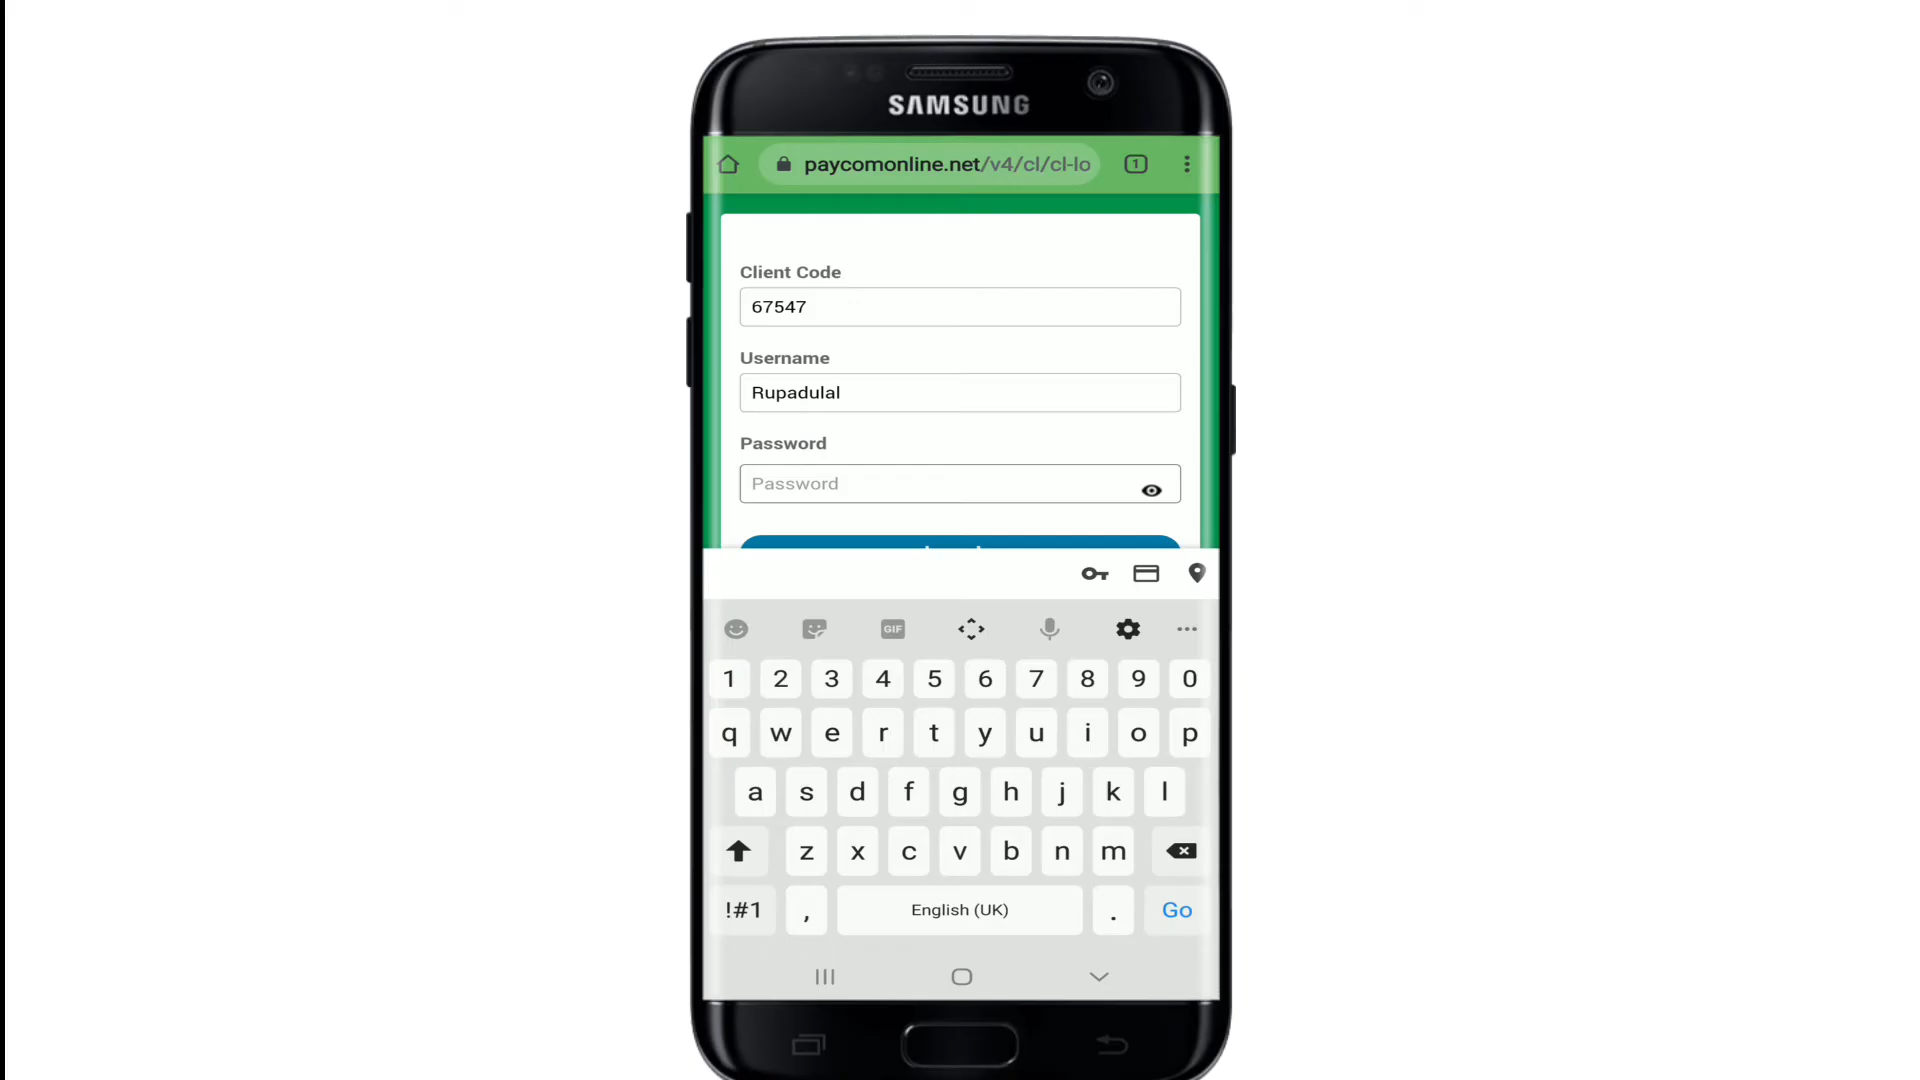 SAMSUNG
paycomonline.net/v4/cl/cl-lo
1
Client Code
67547
Username
Rupadulal
Password
Password
GIF
1 2 3 4 5 6 7 8 9 0
q w e r t y u i o p
a s d f g h j k l
z x c v b n m
!#1 , English (UK) . Go